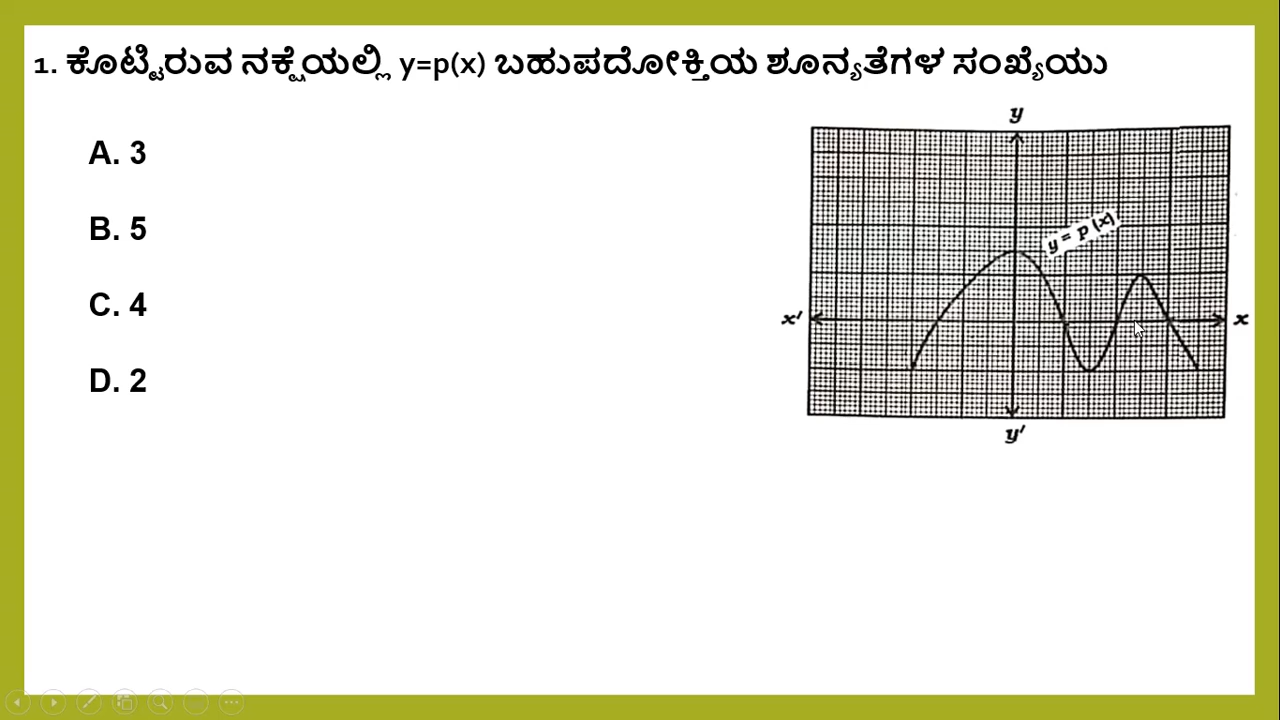 1. ಕೊಟ್ಟಿರುವ ನಕ್ಷೆಯಲ್ಲಿ y=p(x) ಬಹುಪದೋಕ್ತಿಯ ಶೂನ್ಯತೆಗಳ ಸಂಖ್ಯೆಯು
A. 3
B. 5
C. 4
D. 2
y
y = p (x)
x'
x
y'